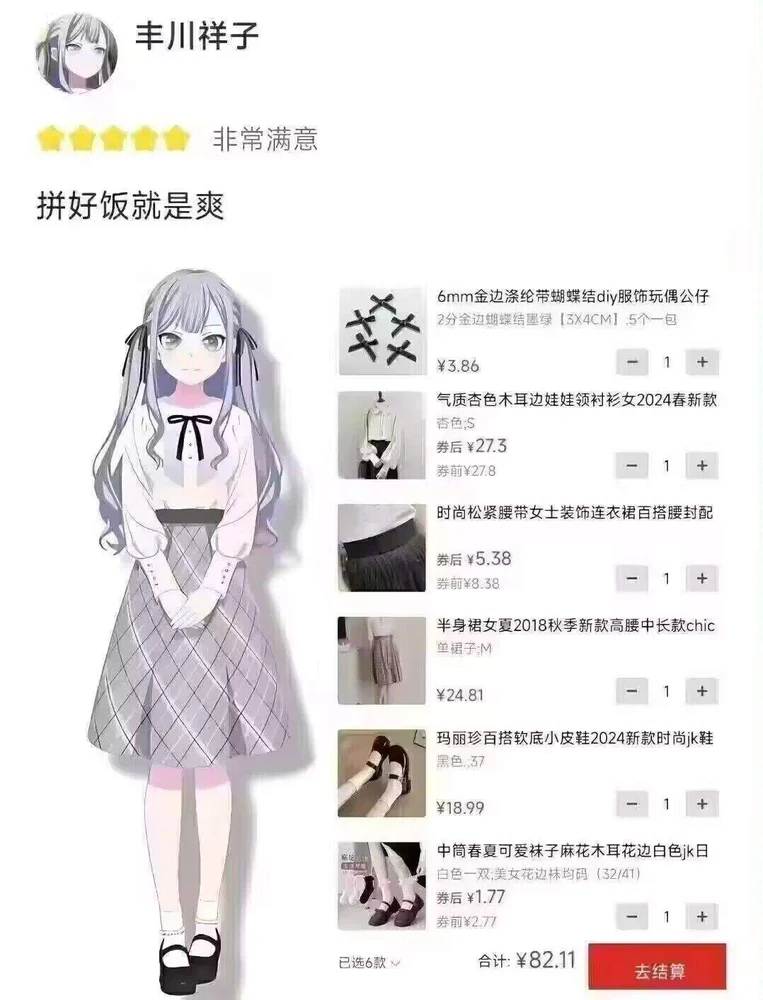 丰川祥子
非常满意
拼好饭就是爽
6mm金边涤纶带蝴蝶结diy服饰玩偶公仔
2分金边蝴蝶结墨绿【3X4CM】.5个一包
¥3.86
− 1 +
气质杏色木耳边娃娃领衬衫女2024春新款
杏色;S
券后 ¥27.3
券前¥27.8
− 1 +
时尚松紧腰带女士装饰连衣裙百搭腰封配
券后 ¥5.38
券前¥8.38
− 1 +
半身裙女夏2018秋季新款高腰中长款chic
单裙子;M
¥24.81
− 1 +
玛丽珍百搭软底小皮鞋2024新款时尚jk鞋
黑色.;37
¥18.99
− 1 +
中筒春夏可爱袜子麻花木耳花边白色jk日
白色一双;美女花边袜均码（32/41）
券后 ¥1.77
券前¥2.77
− 1 +
已选6款
合计: ¥82.11
去结算